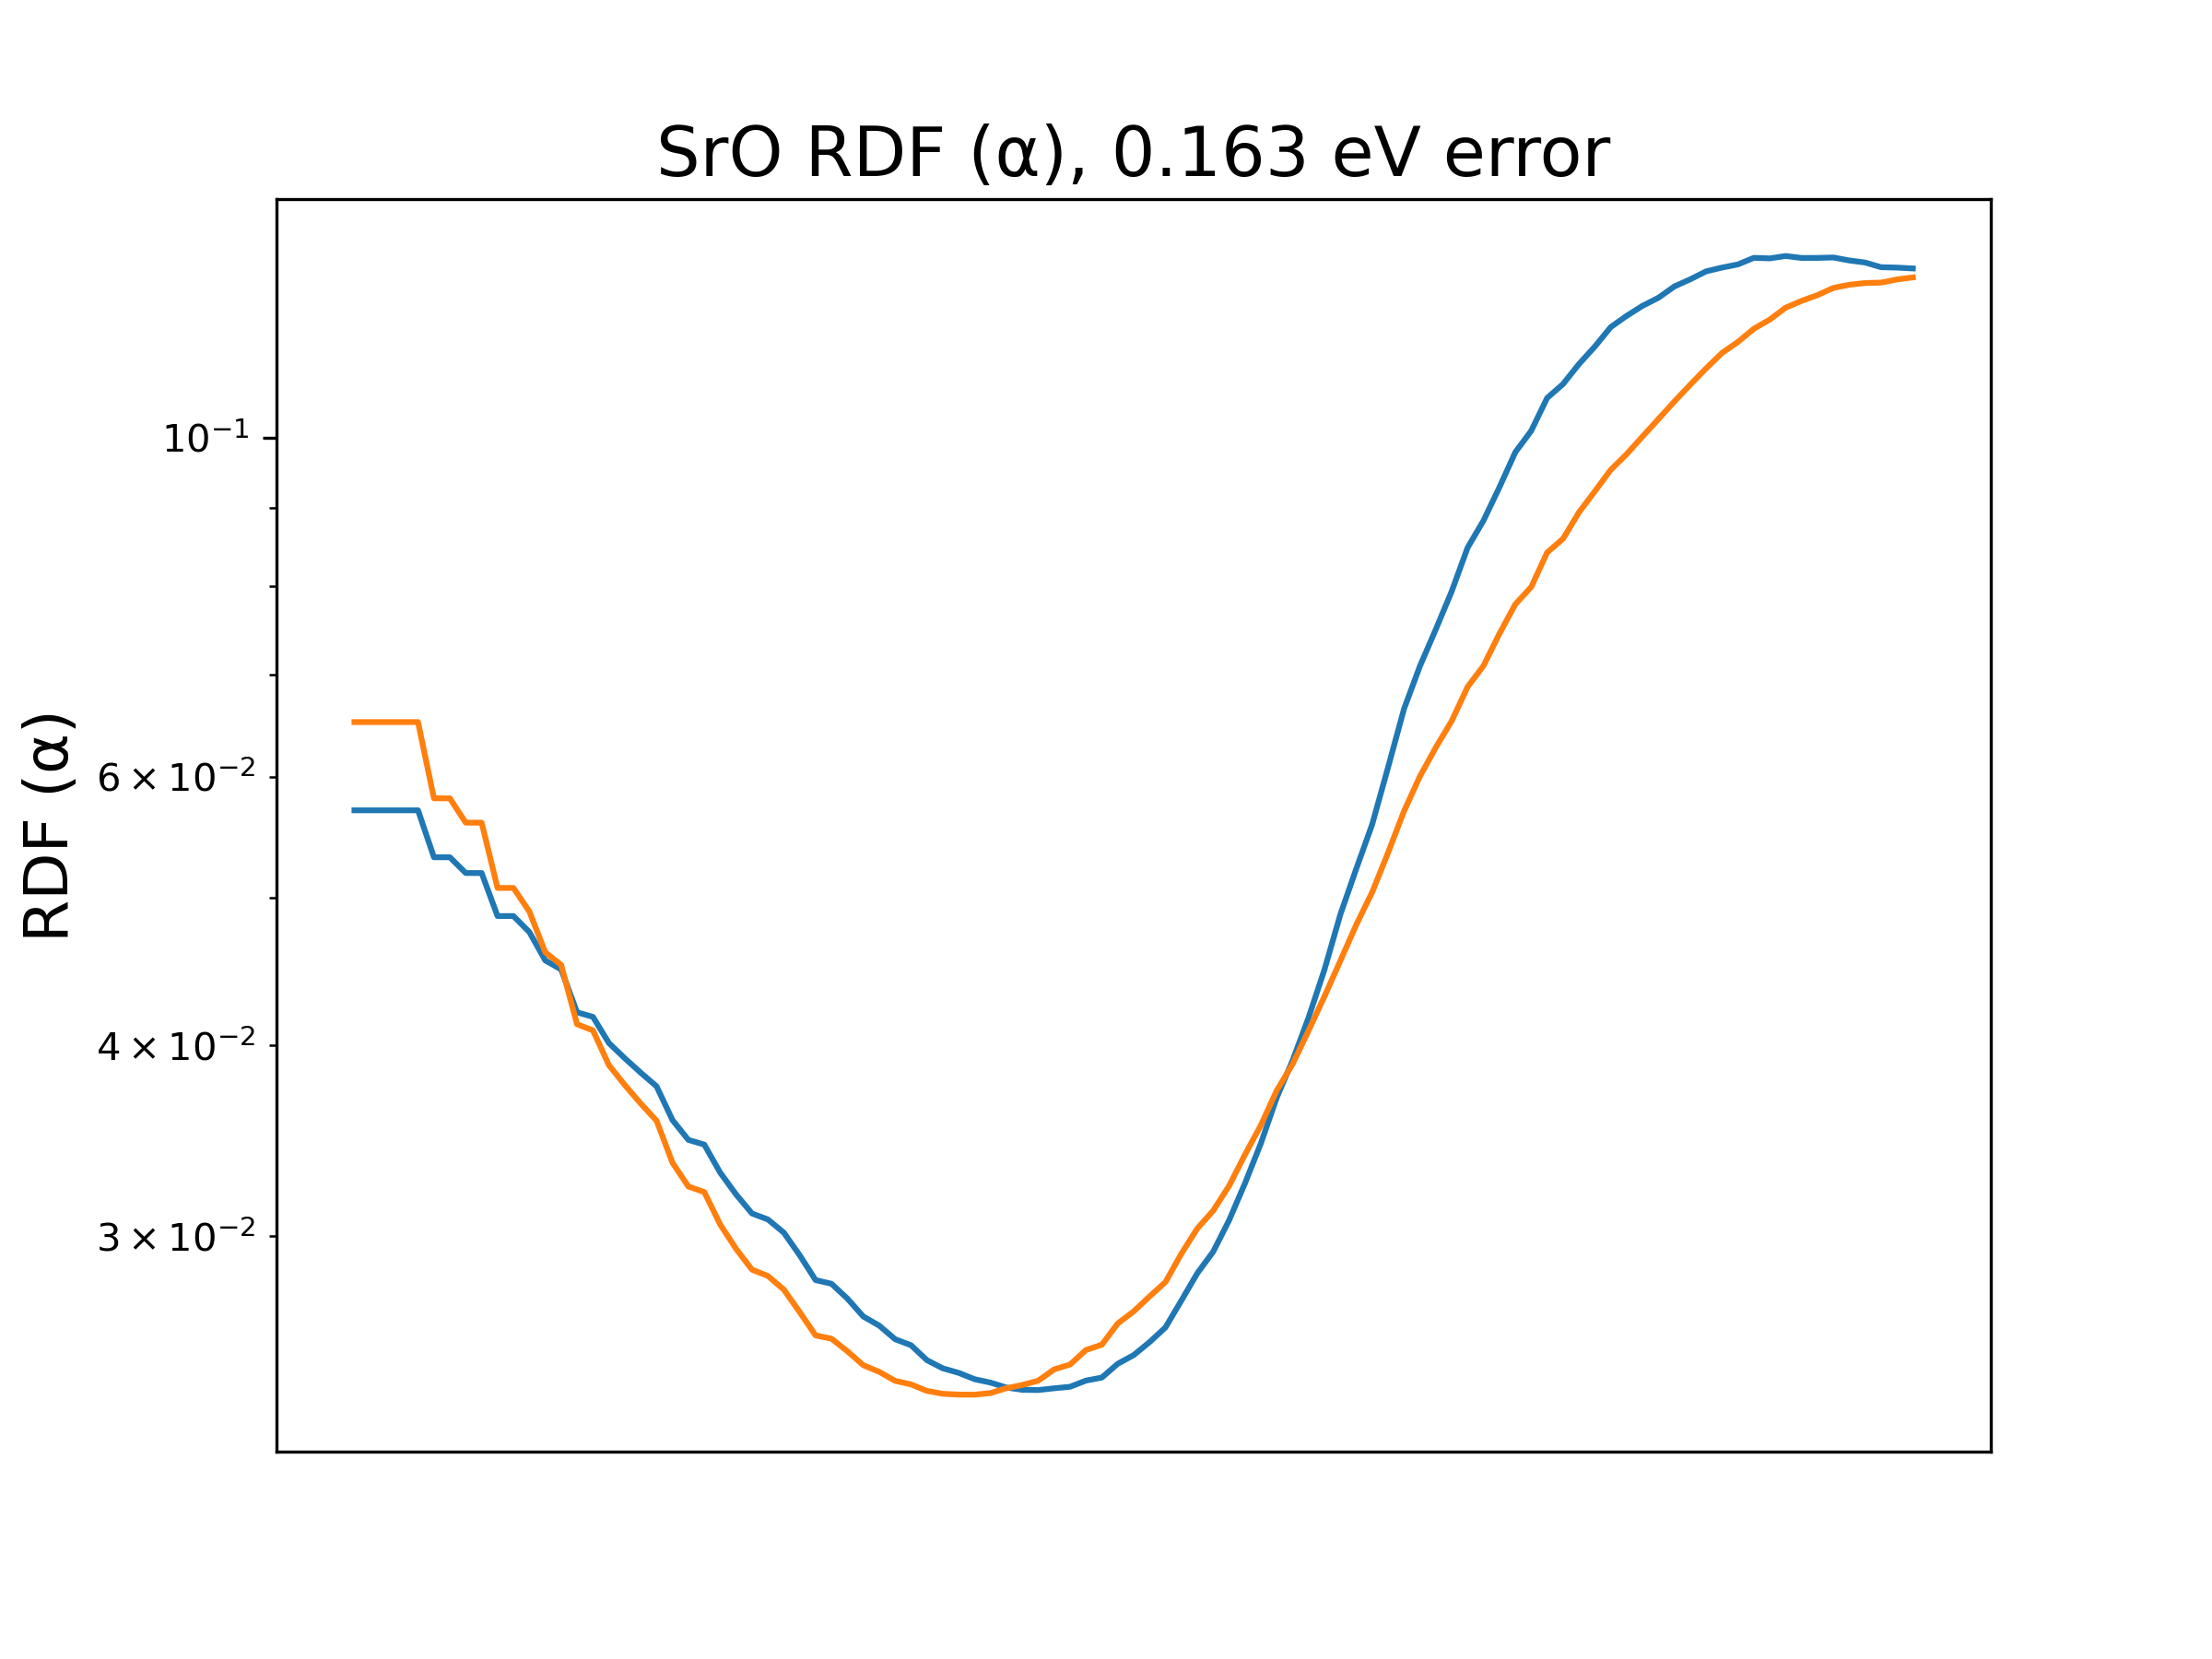 SrO RDF (α), 0.163 eV error
RDF (α)
10⁻¹
6 × 10⁻²
4 × 10⁻²
3 × 10⁻²